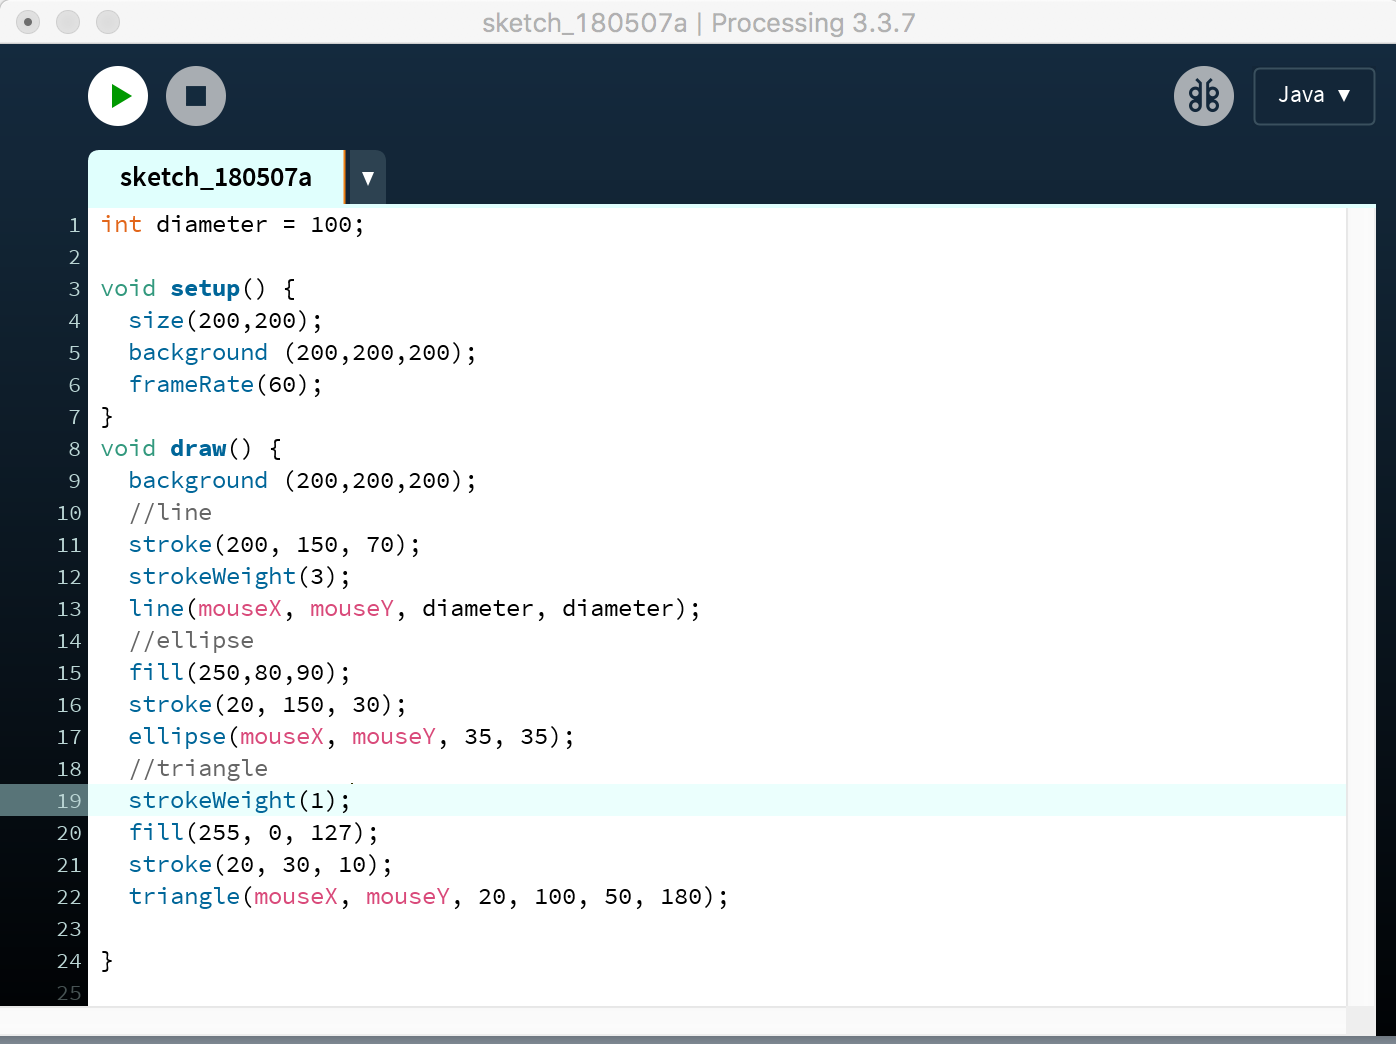 sketch_180507a | Processing 3.3.7
Java ▼
sketch_180507a ▼
1 int diameter = 100;
2
3 void setup() {
4   size(200,200);
5   background (200,200,200);
6   frameRate(60);
7 }
8 void draw() {
9   background (200,200,200);
10   //line
11   stroke(200, 150, 70);
12   strokeWeight(3);
13   line(mouseX, mouseY, diameter, diameter);
14   //ellipse
15   fill(250,80,90);
16   stroke(20, 150, 30);
17   ellipse(mouseX, mouseY, 35, 35);
18   //triangle
19   strokeWeight(1);
20   fill(255, 0, 127);
21   stroke(20, 30, 10);
22   triangle(mouseX, mouseY, 20, 100, 50, 180);
23
24 }
25